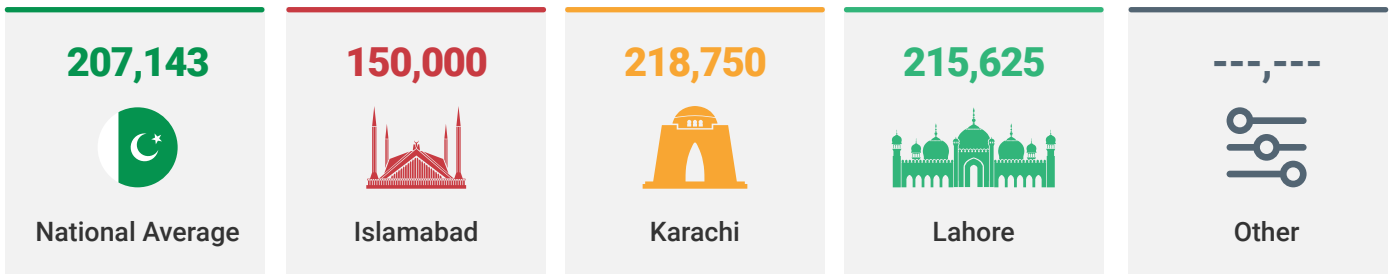 207,143
National Average
150,000
Islamabad
218,750
Karachi
215,625
Lahore
---,---
Other